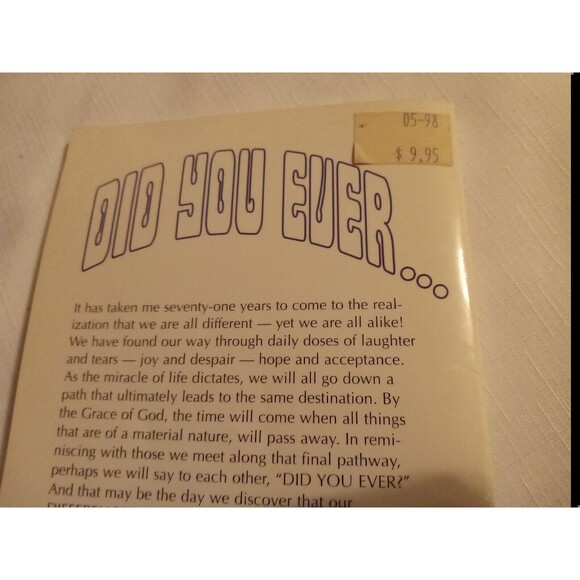 05-98
$ 9.95
DID YOU EVER...
It has taken me seventy-one years to come to the real-
ization that we are all different — yet we are all alike!
We have found our way through daily doses of laughter
and tears — joy and despair — hope and acceptance.
As the miracle of life dictates, we will all go down a
path that ultimately leads to the same destination. By
the Grace of God, the time will come when all things
that are of a material nature, will pass away. In remi-
niscing with those we meet along that final pathway,
perhaps we will say to each other, “DID YOU EVER?”
And that may be the day we discover that our